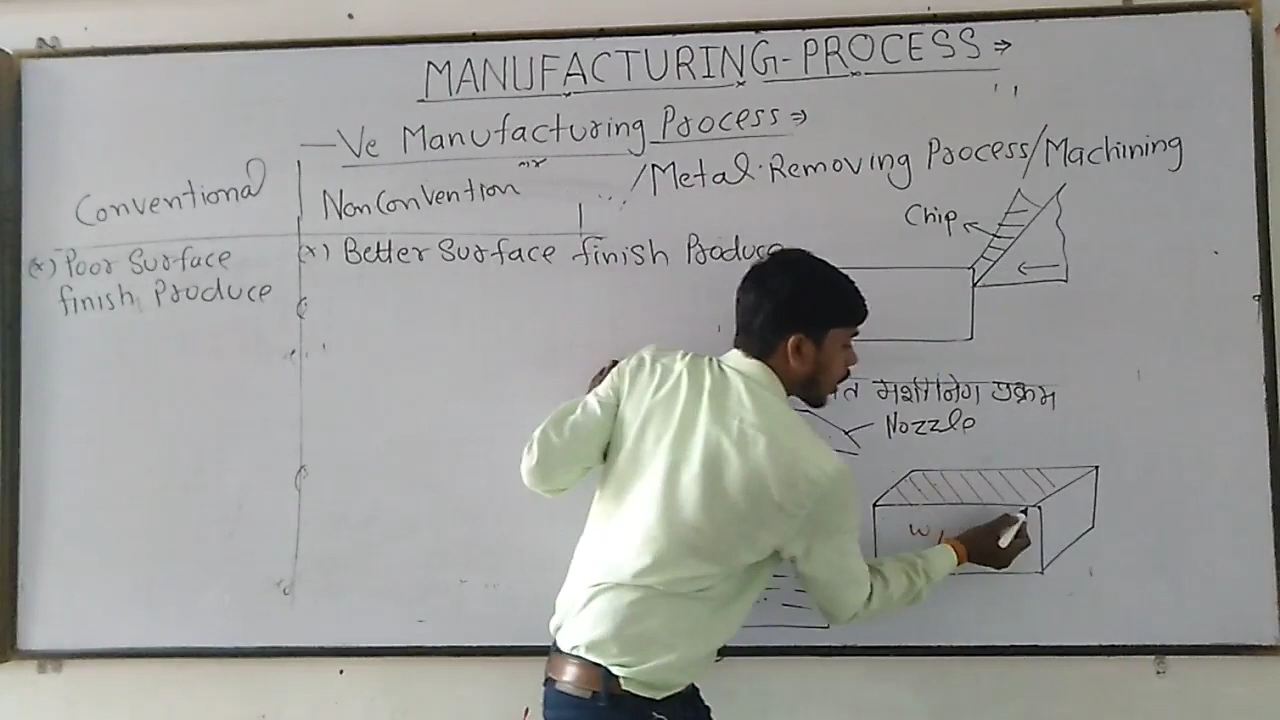 MANUFACTURING-PROCESS ⇒
-Ve Manufacturing Process ⇒
/Metal Removing Process/Machining
Conventional
NonConvention
Chip
(x) Poor Surface
finish Produce
(x) Better Surface finish Produce
Nozzle
W/